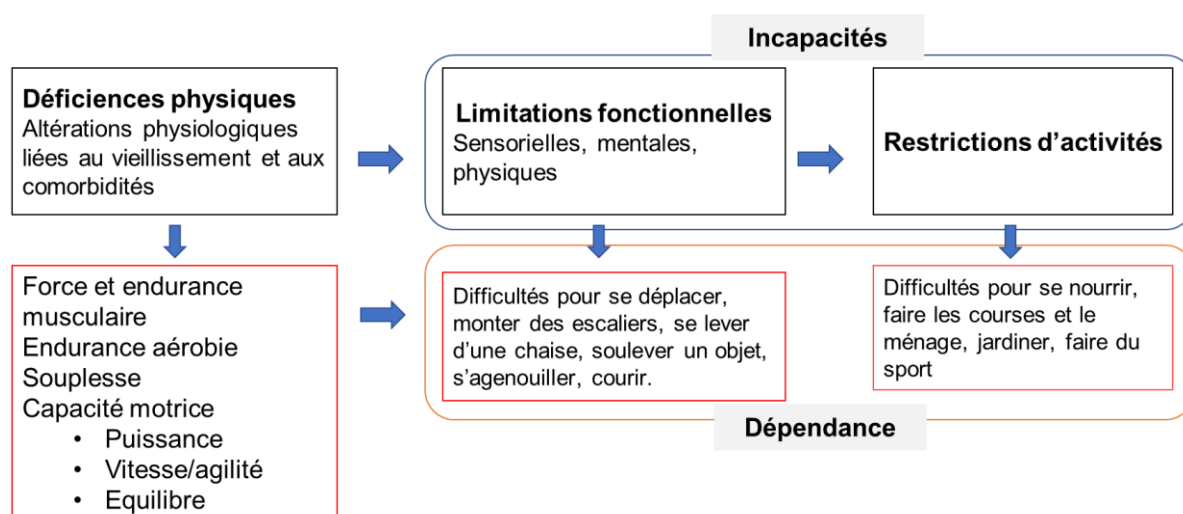 Incapacités
Déficiences physiques
Altérations physiologiques
liées au vieillissement et aux
comorbidités
Limitations fonctionnelles
Sensorielles, mentales,
physiques
Restrictions d’activités
Force et endurance
musculaire
Endurance aérobie
Souplesse
Capacité motrice
• Puissance
• Vitesse/agilité
• Equilibre
Difficultés pour se déplacer,
monter des escaliers, se lever
d’une chaise, soulever un objet,
s’agenouiller, courir.
Difficultés pour se nourrir,
faire les courses et le
ménage, jardiner, faire du
sport
Dépendance